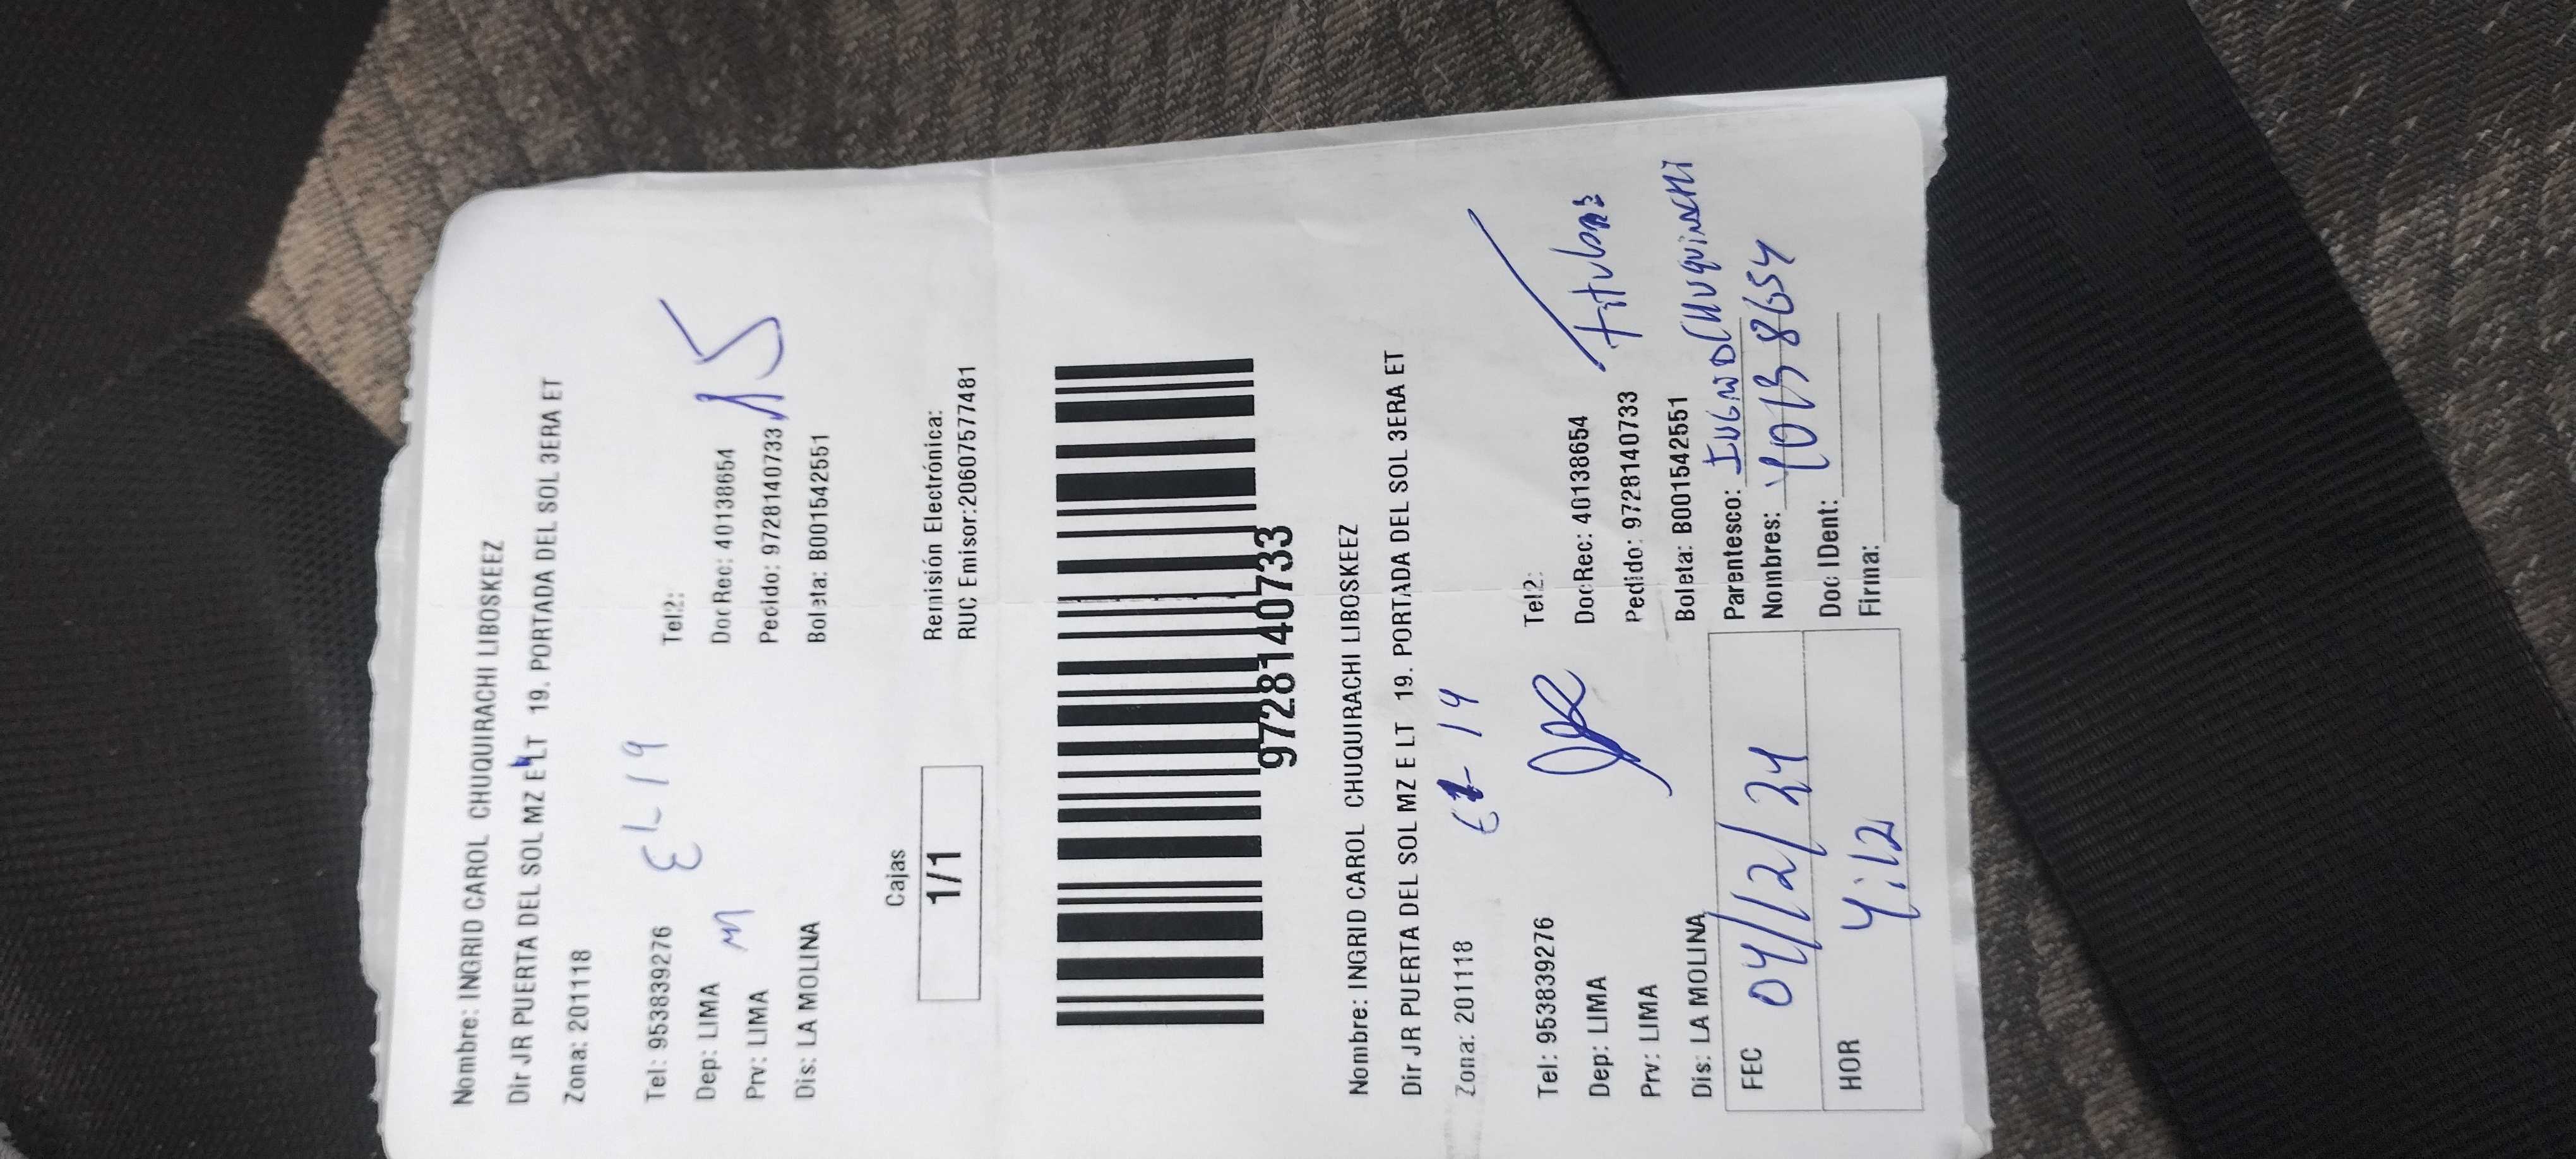 Nombre: INGRID CAROL CHUQUIRACHI LIBOSKEEZ
Dir JR PUERTA DEL SOL MZ E LT 19. PORTADA DEL SOL 3ERA ET
Zona: 201118
E L 19
Tel: 953839276 Tel2:
Dep: LIMA DocRec: 40138654
Prv: LIMA Pedido: 9728140733
15
Dis: LA MOLINA Boleta: B001542551
Cajas
1/1
Remisión Electrónica:
RUC Emisor:20607577481
9728140733
Nombre: INGRID CAROL CHUQUIRACHI LIBOSKEEZ
Dir JR PUERTA DEL SOL MZ E LT 19. PORTADA DEL SOL 3ERA ET
Zona: 201118
Tel: 953839276 Tel2:
Dep: LIMA DocRec: 40138654
Titular
Prv: LIMA Pedido: 9728140733
Dis: LA MOLINA Boleta: B001542551
FEC 04/12/24
HOR 4:12
Parentesco:
Nombres: 40138654
Doc IDent:
Firma: